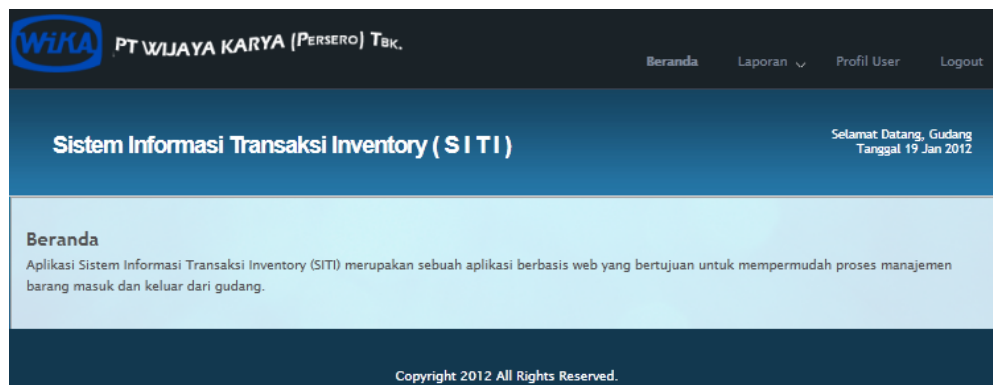 WiKA PT WIJAYA KARYA (PERSERO) TBK.
Beranda Laporan Profil User Logout
Sistem Informasi Transaksi Inventory ( S I T I )
Selamat Datang, Gudang
Tanggal 19 Jan 2012
Beranda
Aplikasi Sistem Informasi Transaksi Inventory (SITI) merupakan sebuah aplikasi berbasis web yang bertujuan untuk mempermudah proses manajemen
barang masuk dan keluar dari gudang.
Copyright 2012 All Rights Reserved.